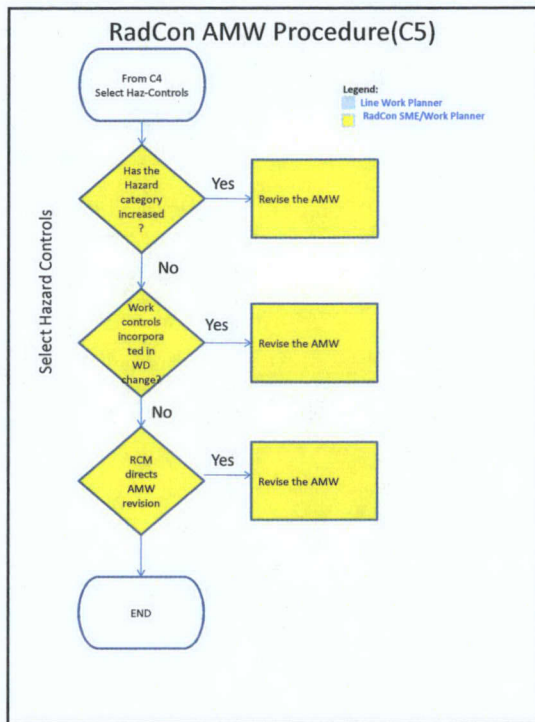 RadCon AMW Procedure(C5)
From C4
Select Haz-Controls
Legend:
Line Work Planner
RadCon SME/Work Planner
Select Hazard Controls
Has the
Hazard
category
increased
?
Yes
Revise the AMW
No
Work
controls
incorpora
ted in
WD
change?
Yes
Revise the AMW
No
RCM
directs
AMW
revision
Yes
Revise the AMW
END